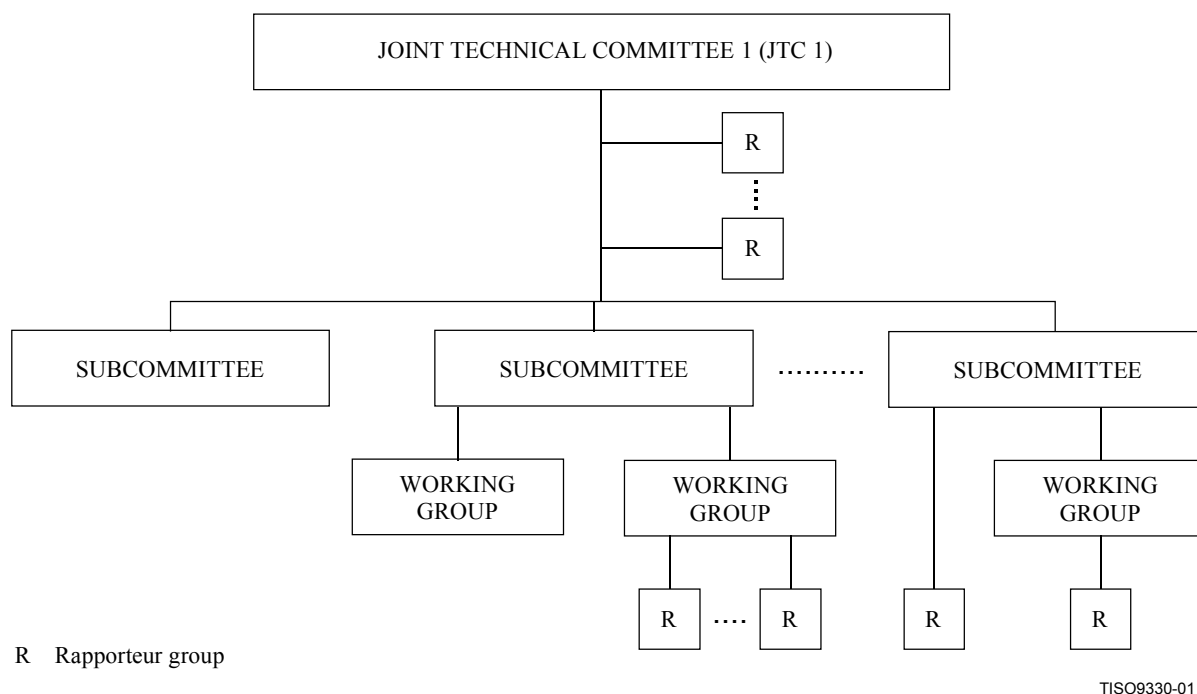 JOINT TECHNICAL COMMITTEE 1 (JTC 1)
R
R
SUBCOMMITTEE
SUBCOMMITTEE
..........
SUBCOMMITTEE
WORKING
GROUP
WORKING
GROUP
WORKING
GROUP
R
....
R
R
R
R Rapporteur group
TISO9330-01